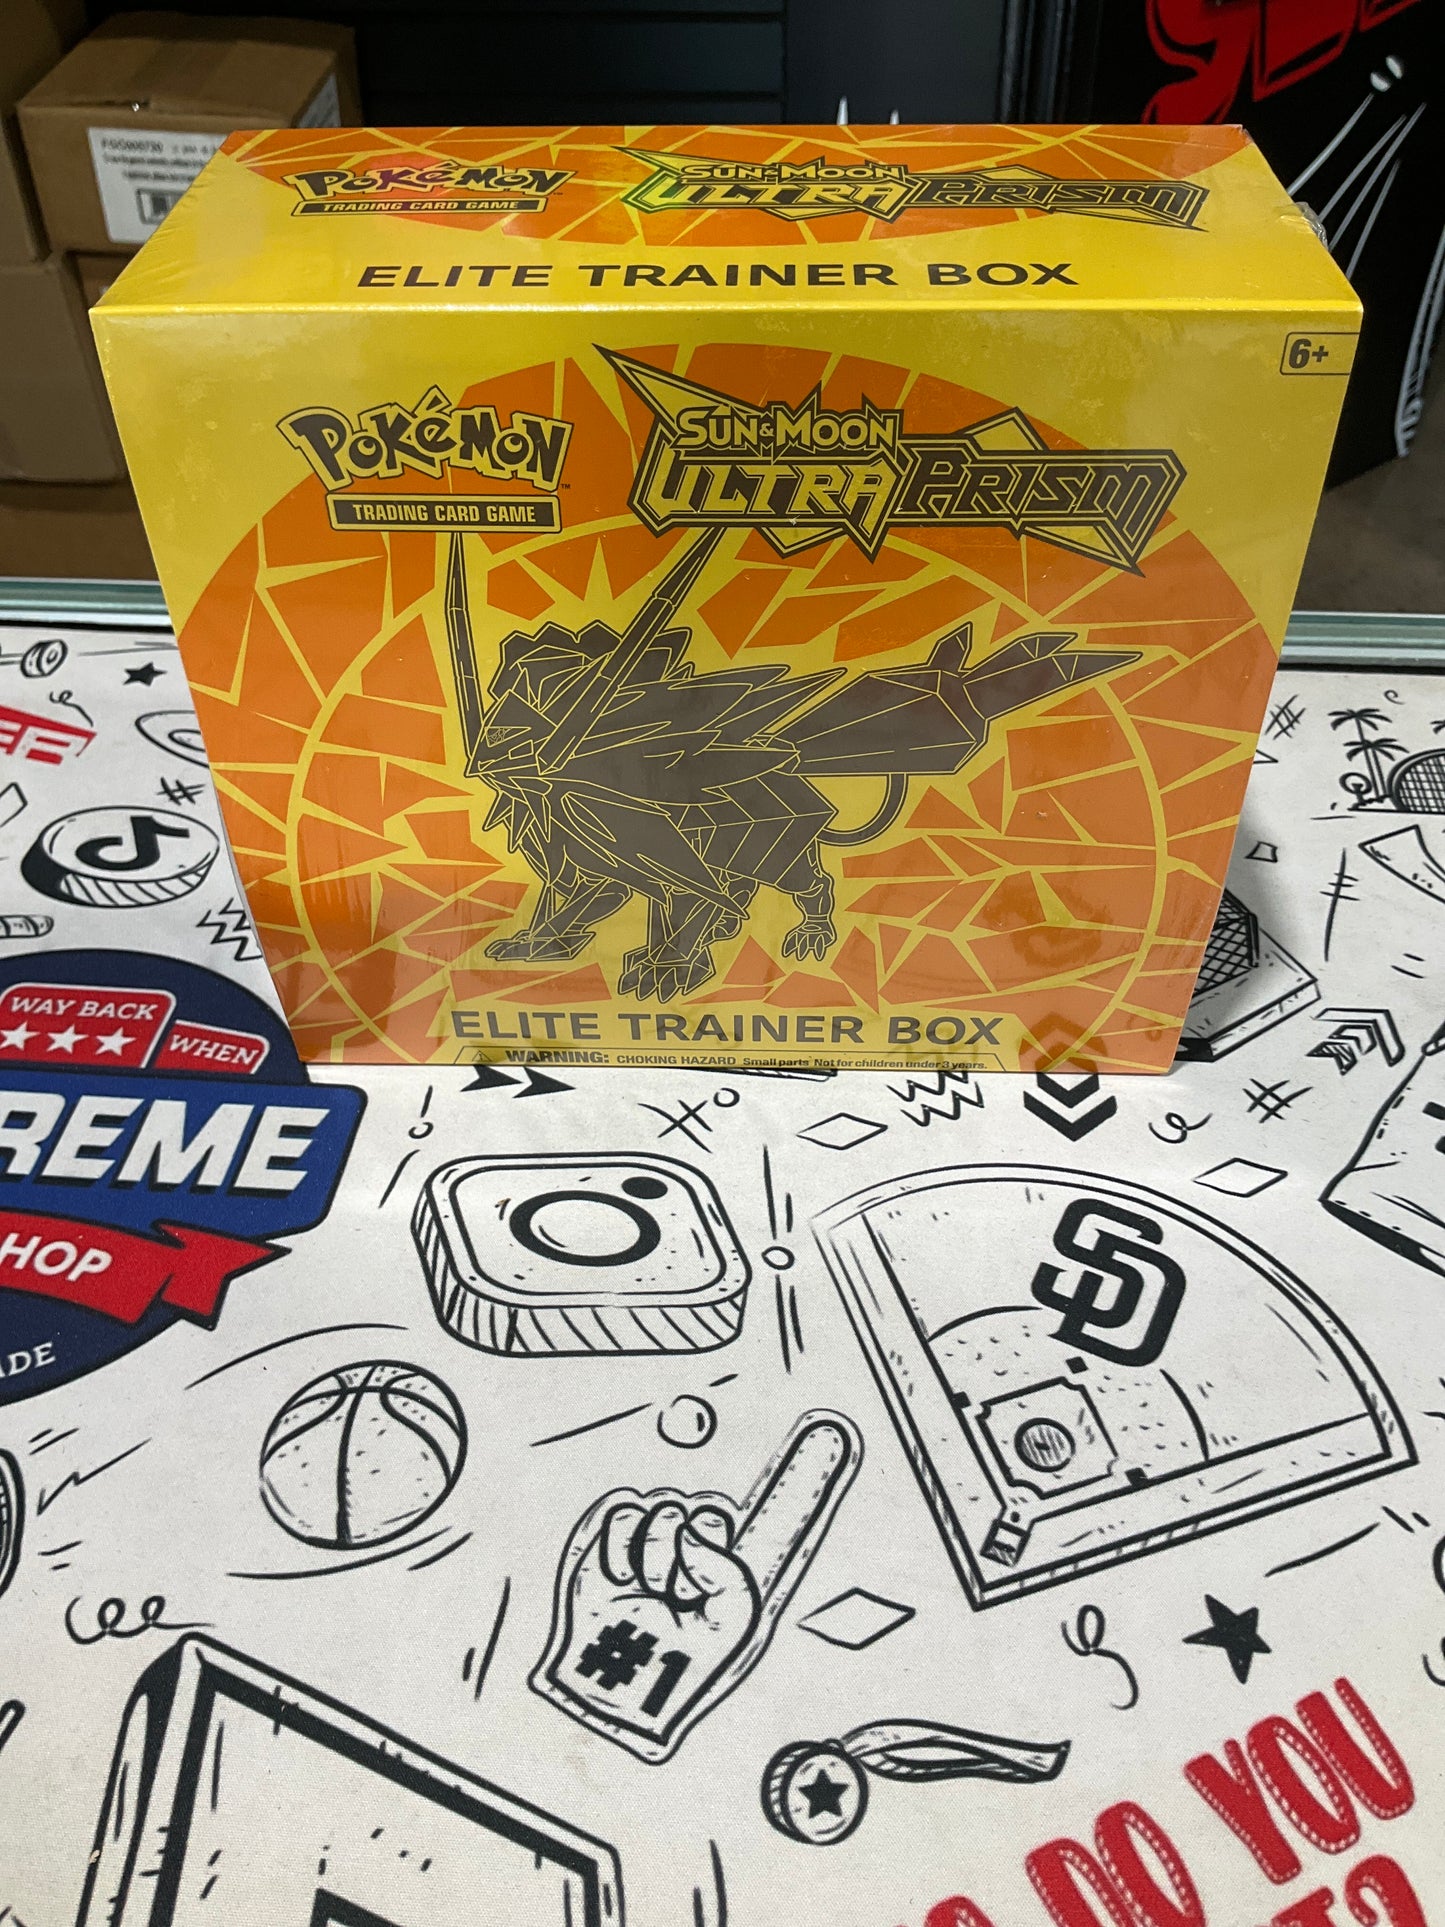 POKéMON
TRADING CARD GAME
SUN & MOON
ULTRA PRISM
ELITE TRAINER BOX
6+
POKéMON™
TRADING CARD GAME
SUN & MOON
ULTRA PRISM
ELITE TRAINER BOX
WARNING: CHOKING HAZARD Small parts Not for children under 3 years.
WAY BACK
WHEN
REME
HOP
ADE
SD
#1
DO YOU